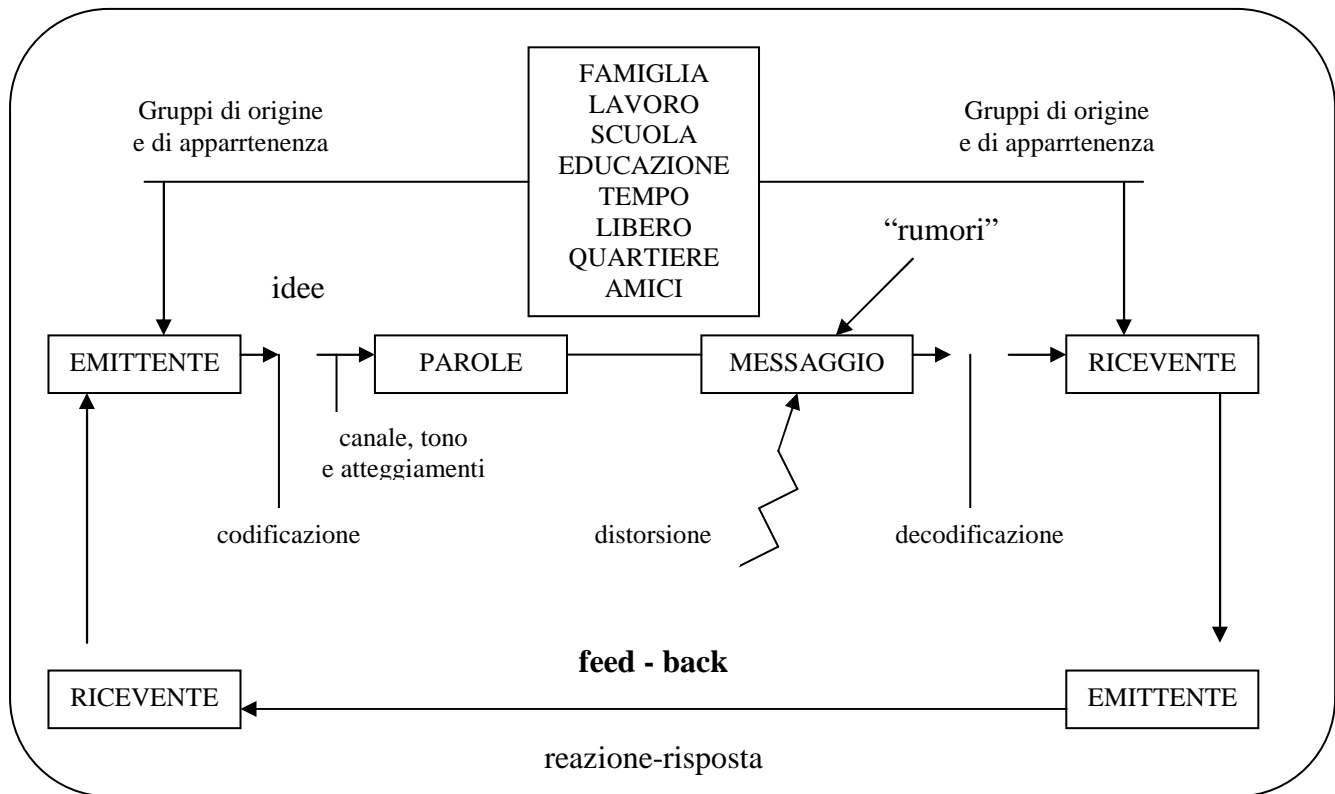 FAMIGLIA
LAVORO
SCUOLA
EDUCAZIONE
TEMPO
LIBERO
QUARTIERE
AMICI
Gruppi di origine
e di apparrtenenza
Gruppi di origine
e di apparrtenenza
“rumori”
idee
EMITTENTE
PAROLE
MESSAGGIO
RICEVENTE
canale, tono
e atteggiamenti
codificazione
distorsione
decodificazione
feed - back
RICEVENTE
EMITTENTE
reazione-risposta